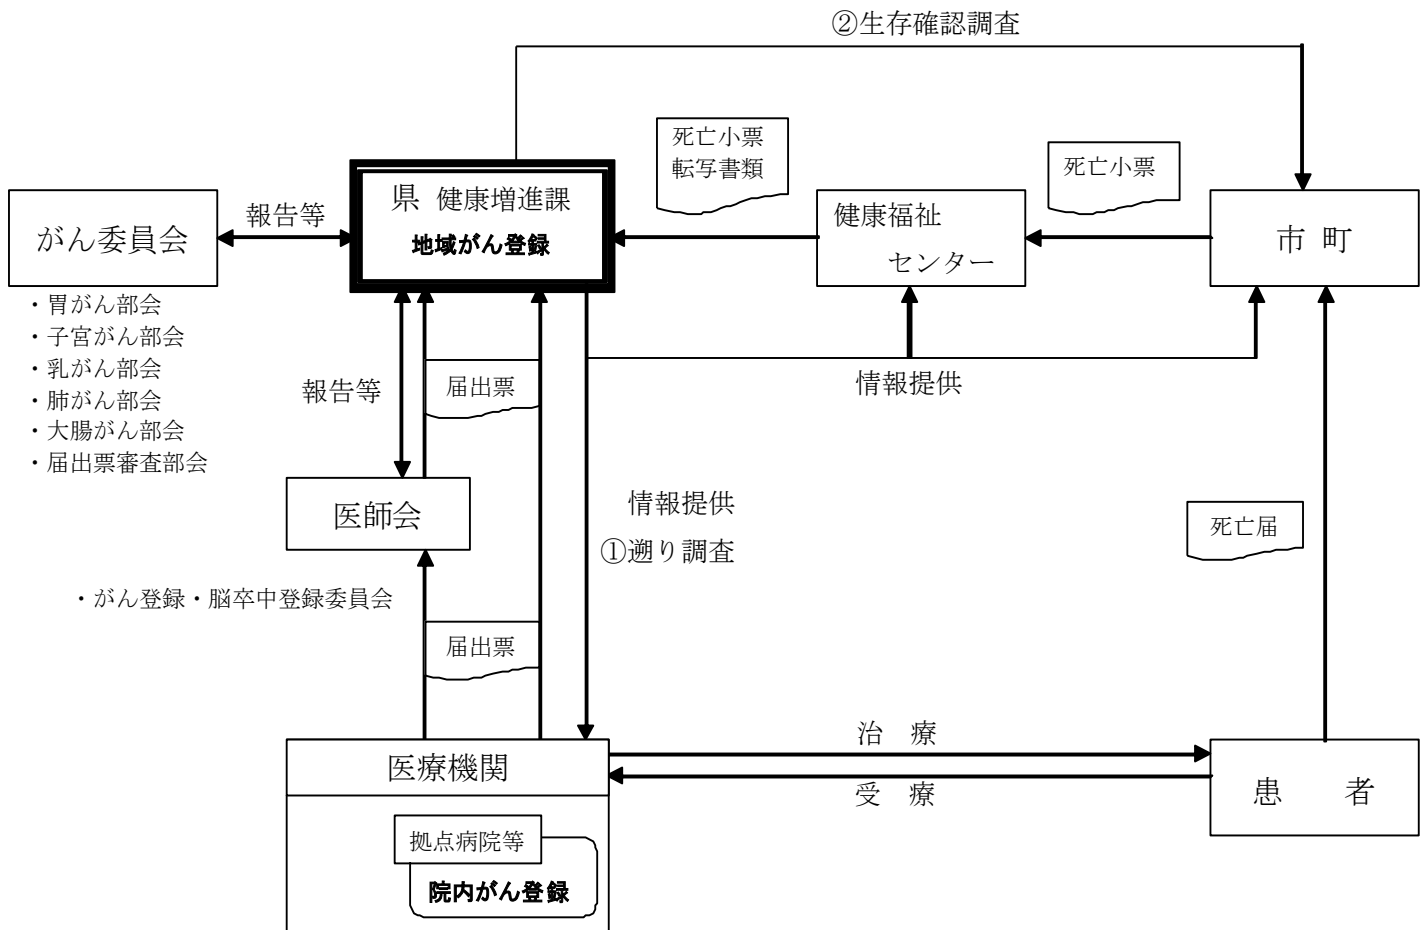 ②生存確認調査
死亡小票
転写書類
死亡小票
県 健康増進課
地域がん登録
がん委員会
報告等
健康福祉
センター
市 町
・胃がん部会
・子宮がん部会
・乳がん部会
・肺がん部会
・大腸がん部会
・届出票審査部会
報告等
届出票
情報提供
医師会
情報提供
①遡り調査
死亡届
・がん登録・脳卒中登録委員会
届出票
医療機関
治 療
受 療
患 者
拠点病院等
院内がん登録